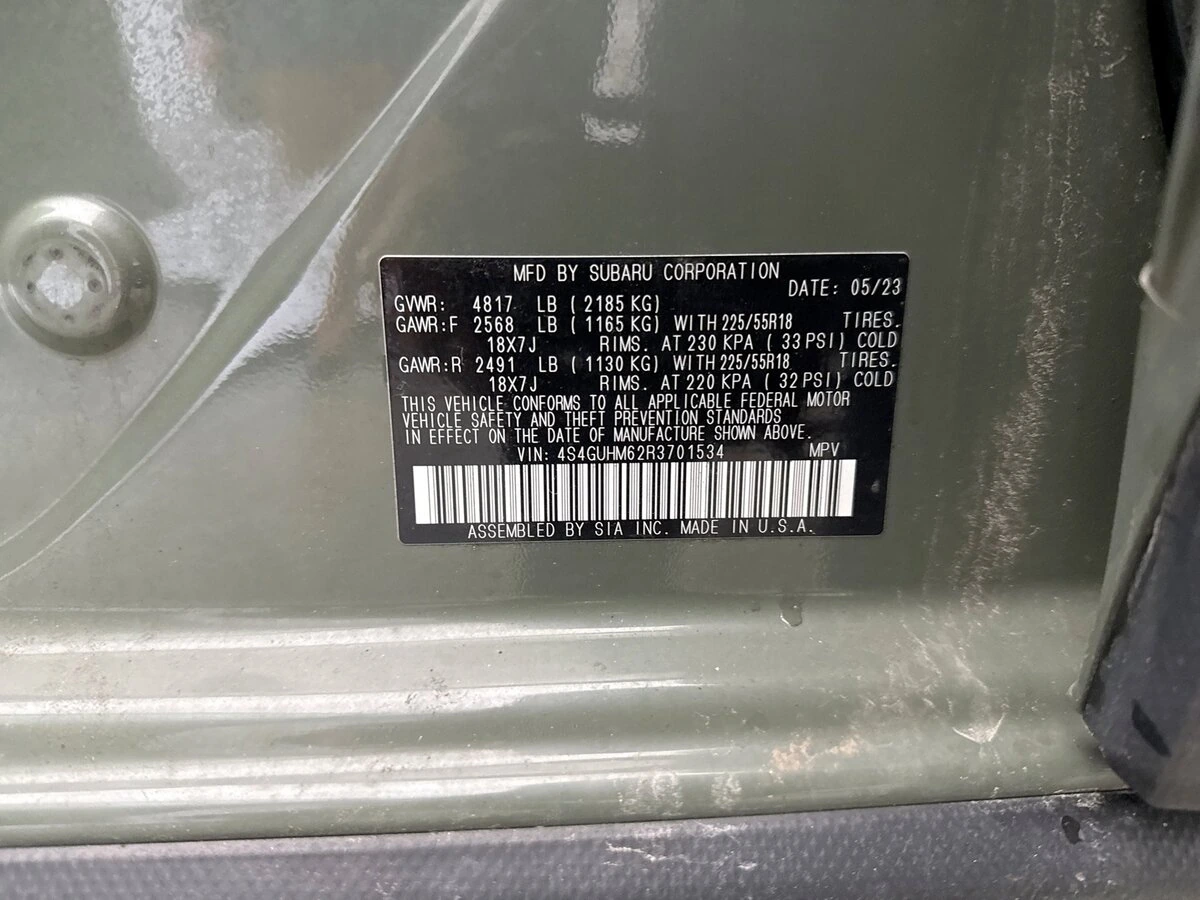 MFD BY SUBARU CORPORATION
DATE: 05/23
GVWR: 4817 LB (2185 KG)
GAWR:F 2568 LB (1165 KG) WITH 225/55R18 TIRES.
18X7J RIMS. AT 230 KPA (33 PSI) COLD
GAWR:R 2491 LB (1130 KG) WITH 225/55R18 TIRES.
18X7J RIMS. AT 220 KPA (32 PSI) COLD
THIS VEHICLE CONFORMS TO ALL APPLICABLE FEDERAL MOTOR
VEHICLE SAFETY AND THEFT PREVENTION STANDARDS
IN EFFECT ON THE DATE OF MANUFACTURE SHOWN ABOVE.
VIN: 4S4GUHM62R3701534 MPV
ASSEMBLED BY SIA INC. MADE IN U.S.A.